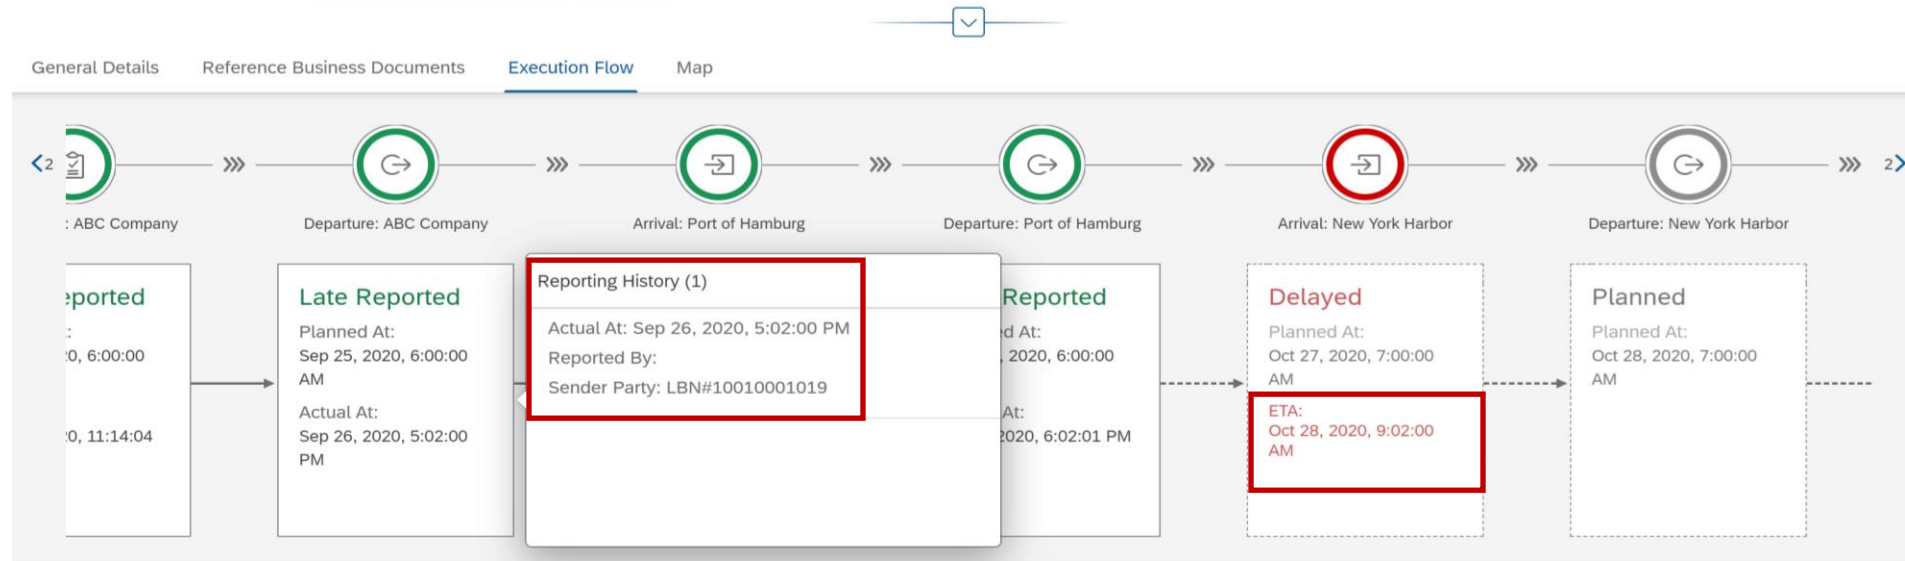 General Details
Reference Business Documents
Execution Flow
Map
2
2
: ABC Company
Departure: ABC Company
Arrival: Port of Hamburg
Departure: Port of Hamburg
Arrival: New York Harbor
Departure: New York Harbor
eported
:
:0, 6:00:00
:0, 11:14:04
Late Reported
Planned At:
Sep 25, 2020, 6:00:00
AM
Actual At:
Sep 26, 2020, 5:02:00
PM
Reporting History (1)
Actual At: Sep 26, 2020, 5:02:00 PM
Reported By:
Sender Party: LBN#10010001019
Reported
d At:
, 2020, 6:00:00
At:
2020, 6:02:01 PM
Delayed
Planned At:
Oct 27, 2020, 7:00:00
AM
ETA:
Oct 28, 2020, 9:02:00
AM
Planned
Planned At:
Oct 28, 2020, 7:00:00
AM